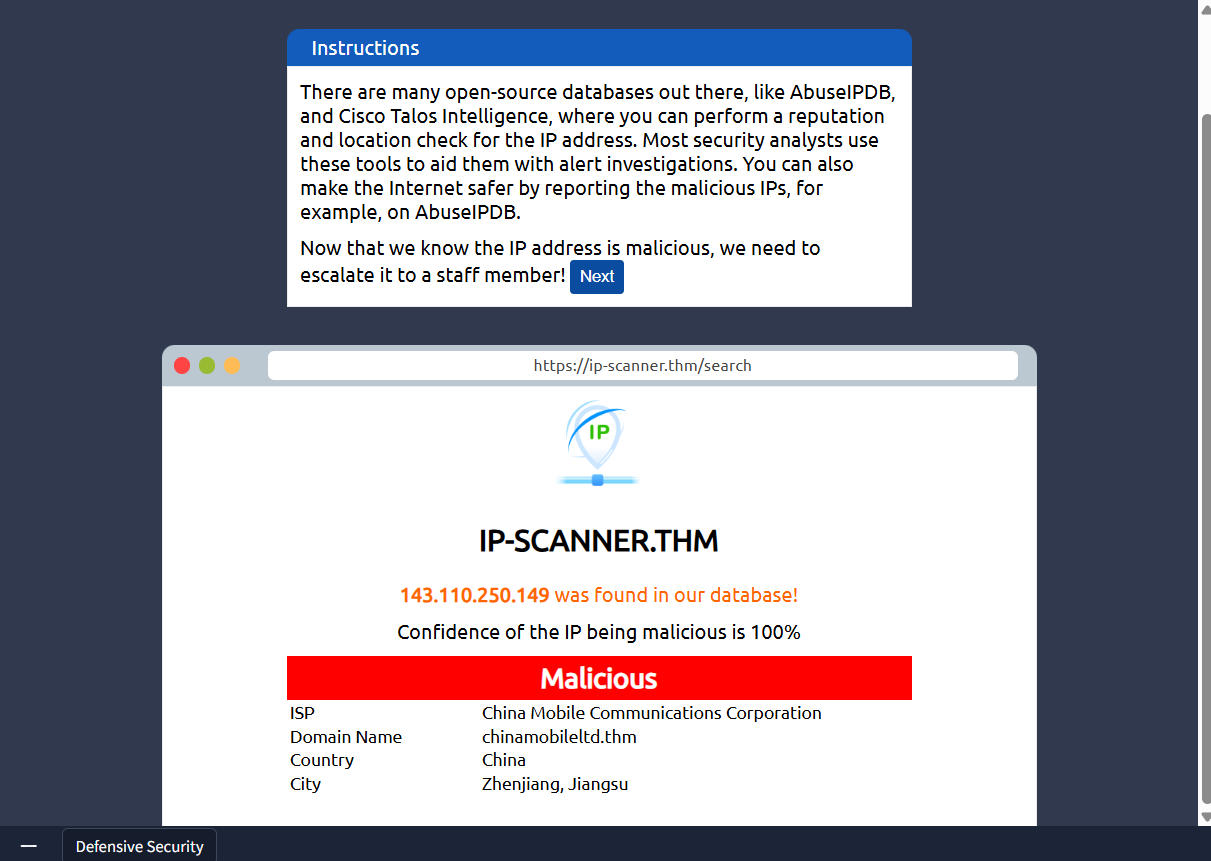 Instructions
There are many open-source databases out there, like AbuseIPDB,
and Cisco Talos Intelligence, where you can perform a reputation
and location check for the IP address. Most security analysts use
these tools to aid them with alert investigations. You can also
make the Internet safer by reporting the malicious IPs, for
example, on AbuseIPDB.
Now that we know the IP address is malicious, we need to
escalate it to a staff member! Next
https://ip-scanner.thm/search
IP
IP-SCANNER.THM
143.110.250.149 was found in our database!
Confidence of the IP being malicious is 100%
Malicious
ISP China Mobile Communications Corporation
Domain Name chinamobileltd.thm
Country China
City Zhenjiang, Jiangsu
Defensive Security